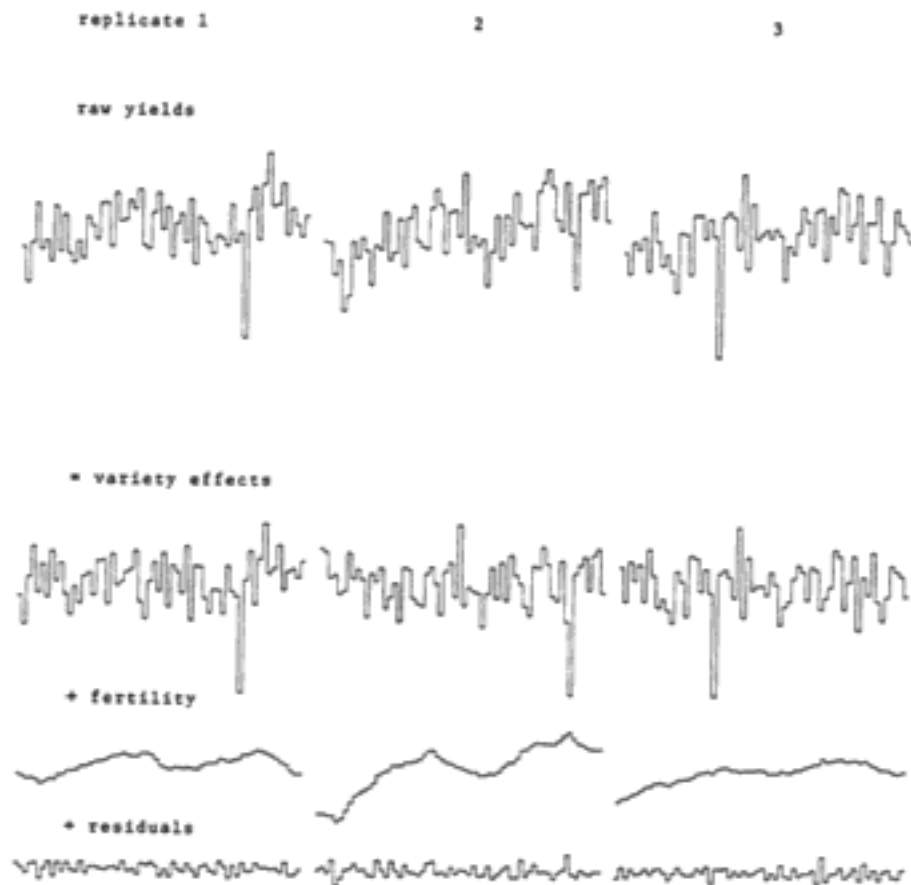 replicate 1 2 3
raw yields
= variety effects
+ fertility
+ residuals